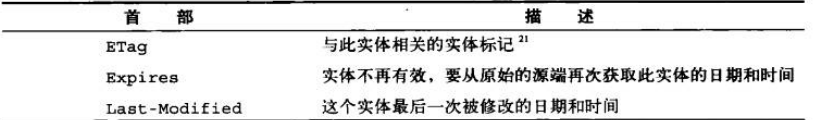 首 部 描 述
ETag 与此实体相关的实体标记 21
Expires 实体不再有效，要从原始的源端再次获取此实体的日期和时间
Last-Modified 这个实体最后一次被修改的日期和时间